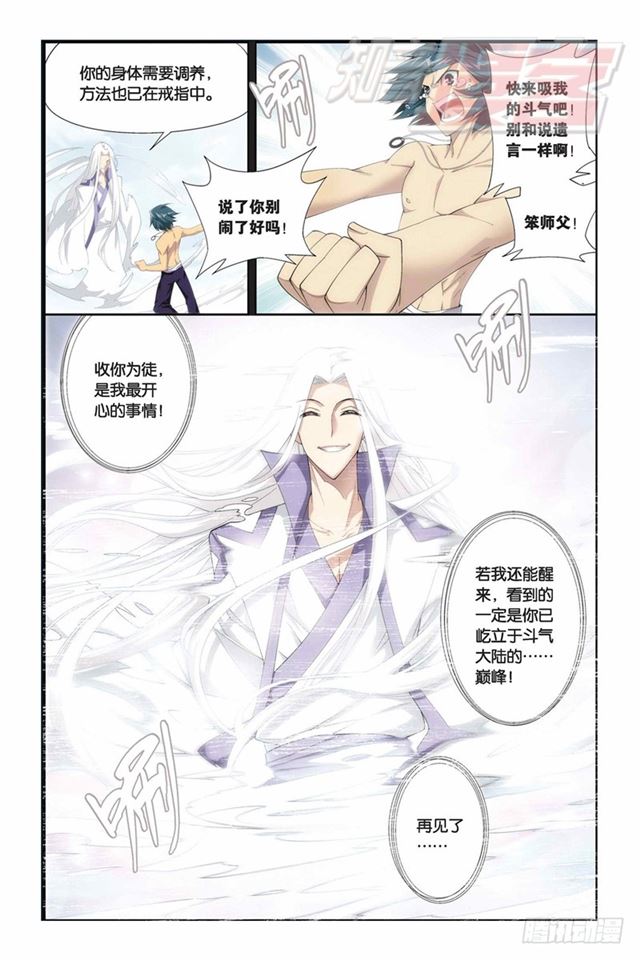 你的身体需要调养，
方法也已在戒指中。
唰
快来吸我
的斗气吧！
别和说遗
言一样啊！
笨师父！
说了你别
闹了好吗！
唰
收你为徒，
是我最开
心的事情！
若我还能醒
来，看到的
一定是你已
屹立于斗气
大陆的……
巅峰！
唰
再见了
……
腾讯动漫